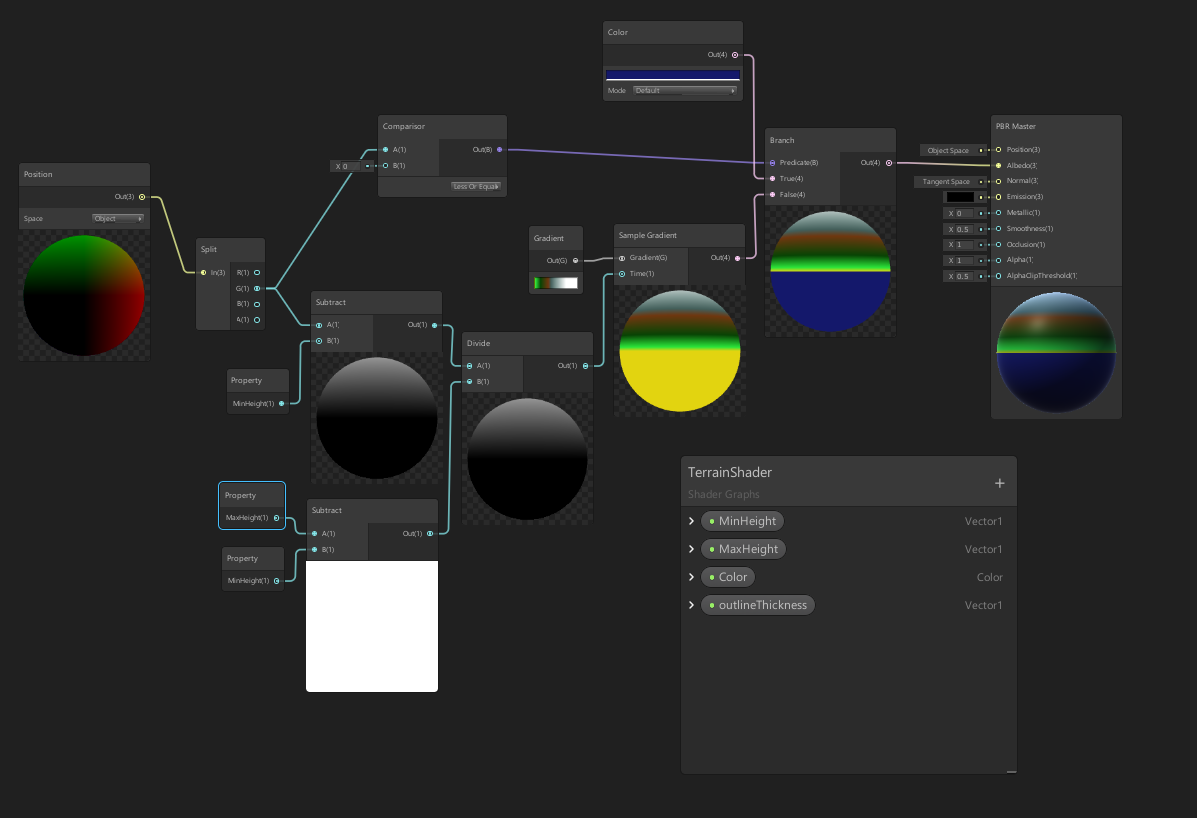 Color
Out(4)
Mode Default
Comparison
A(1) Out(B)
X 0
B(1)
Less Or Equal
Branch
Predicate(B) Out(4)
True(4)
False(4)
PBR Master
Object Space Position(3)
Albedo(3)
Tangent Space Normal(3)
Emission(3)
X 0 Metallic(1)
X 0.5 Smoothness(1)
X 1 Occlusion(1)
X 1 Alpha(1)
X 0.5 AlphaClipThreshold(1)
Position
Out(3)
Space Object
Split
In(3) R(1)
G(1)
B(1)
A(1)
Gradient
Out(G)
Sample Gradient
Gradient(G) Out(4)
Time(1)
Subtract
A(1) Out(1)
B(1)
Divide
A(1) Out(1)
B(1)
Property
MinHeight(1)
Property
MaxHeight(1)
Subtract
A(1) Out(1)
B(1)
Property
MinHeight(1)
TerrainShader
Shader Graphs
+
MinHeight Vector1
MaxHeight Vector1
Color Color
outlineThickness Vector1